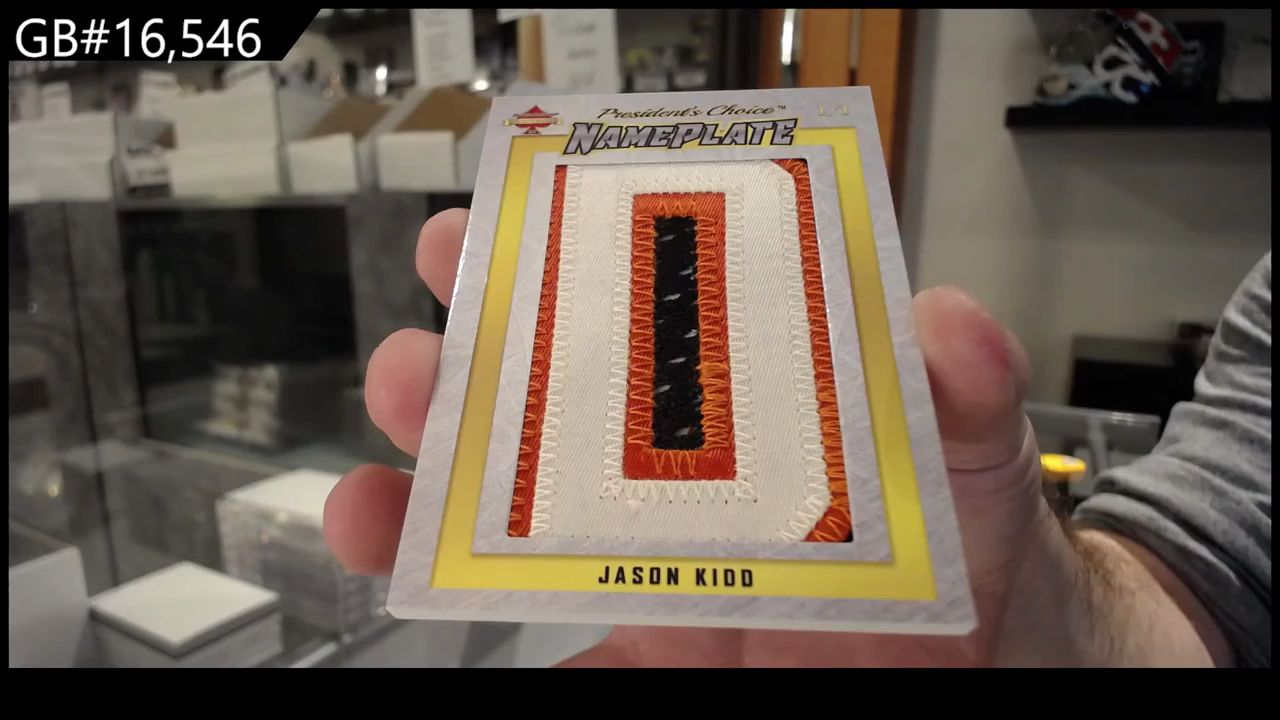 GB#16,546
President's Choice™
1/1
NAMEPLATE
D
JASON KIDD